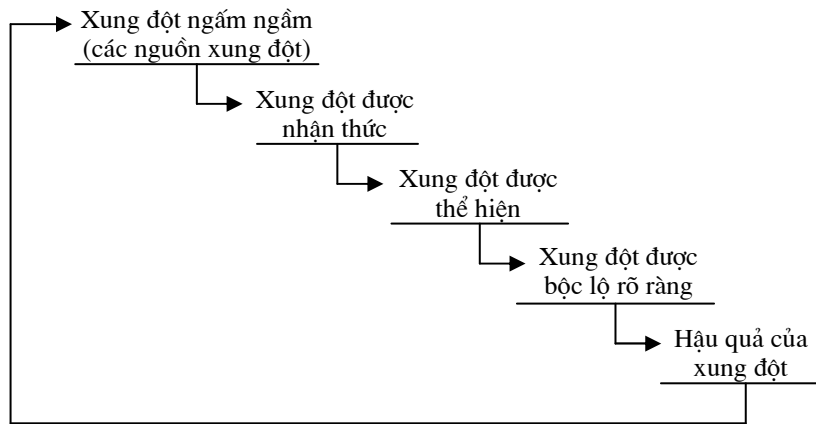 Xung đột ngấm ngầm
(các nguồn xung đột)
Xung đột được
nhận thức
Xung đột được
thể hiện
Xung đột được
bộc lộ rõ ràng
Hậu quả của
xung đột